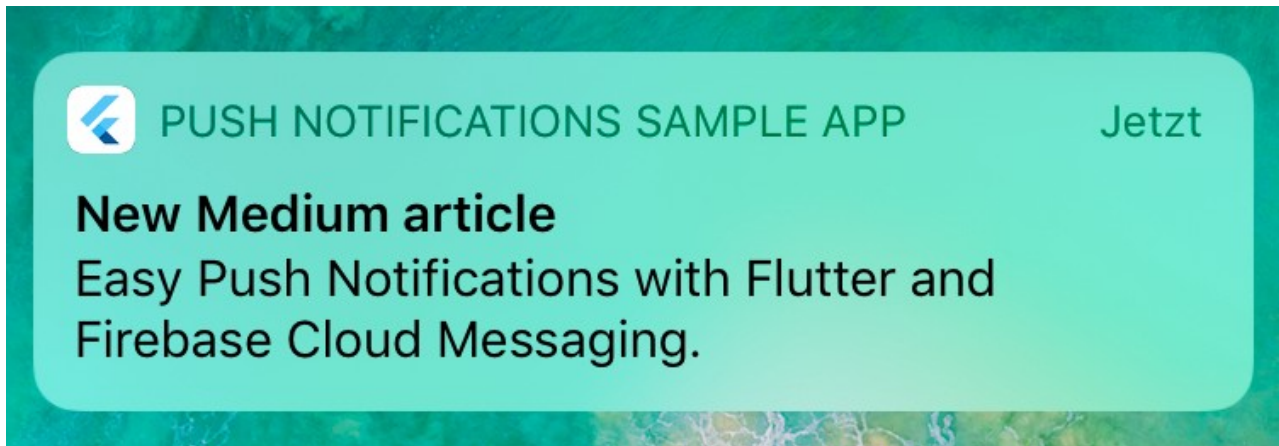 PUSH NOTIFICATIONS SAMPLE APP Jetzt
New Medium article
Easy Push Notifications with Flutter and
Firebase Cloud Messaging.